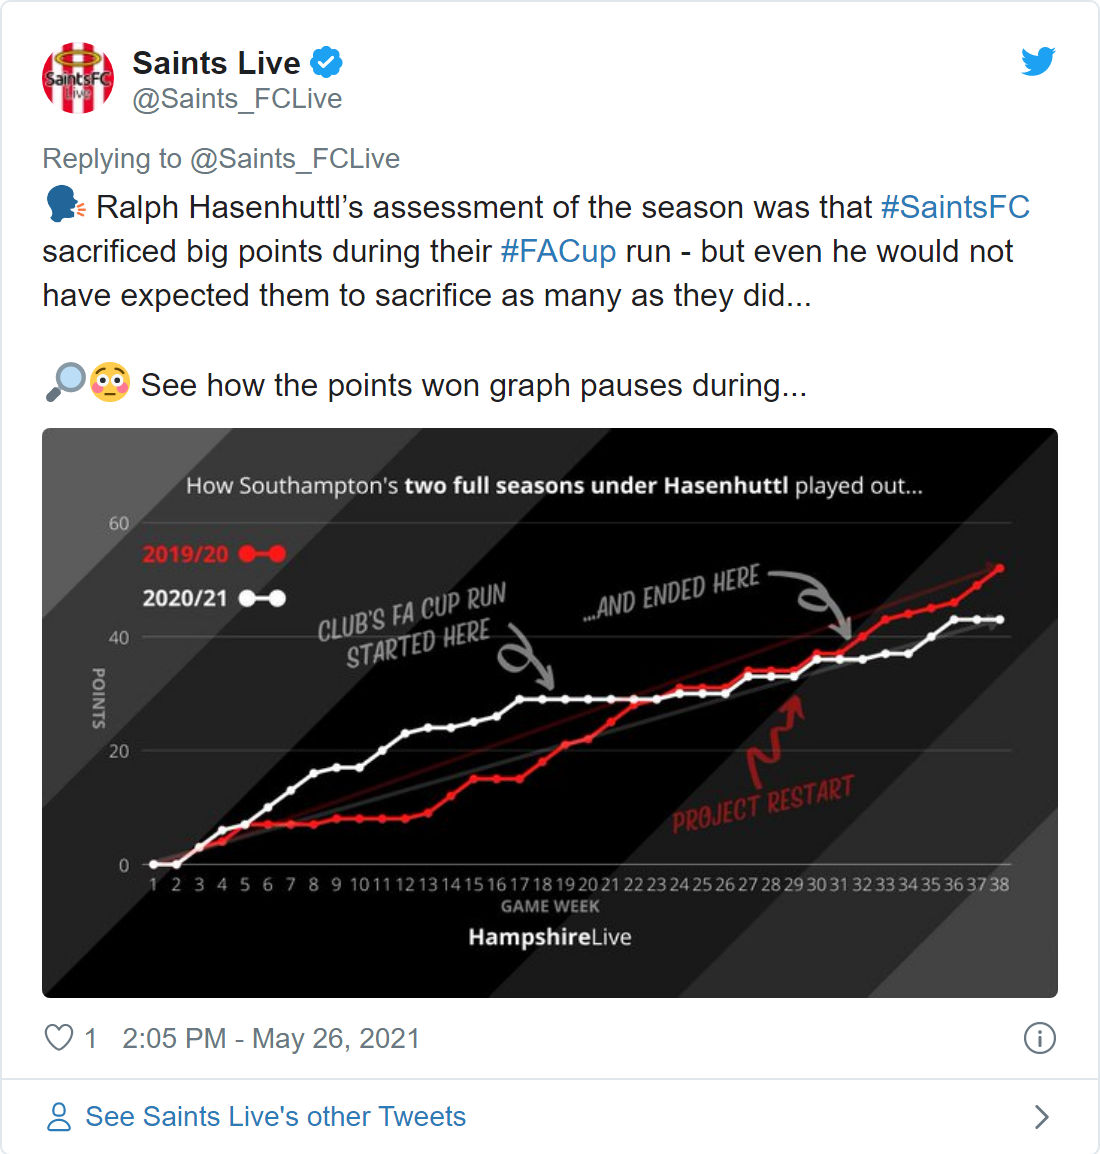 SaintsFC
Live
Saints Live
@Saints_FCLive
Replying to @Saints_FCLive
🗣 Ralph Hasenhuttl’s assessment of the season was that #SaintsFC
sacrificed big points during their #FACup run - but even he would not
have expected them to sacrifice as many as they did...
🔎😳 See how the points won graph pauses during...
How Southampton's two full seasons under Hasenhuttl played out...
60
2019/20
2020/21
CLUB'S FA CUP RUN
STARTED HERE
...AND ENDED HERE
40
POINTS
20
PROJECT RESTART
0
1 2 3 4 5 6 7 8 9 10 11 12 13 14 15 16 17 18 19 20 21 22 23 24 25 26 27 28 29 30 31 32 33 34 35 36 37 38
GAME WEEK
HampshireLive
1 2:05 PM - May 26, 2021
See Saints Live's other Tweets